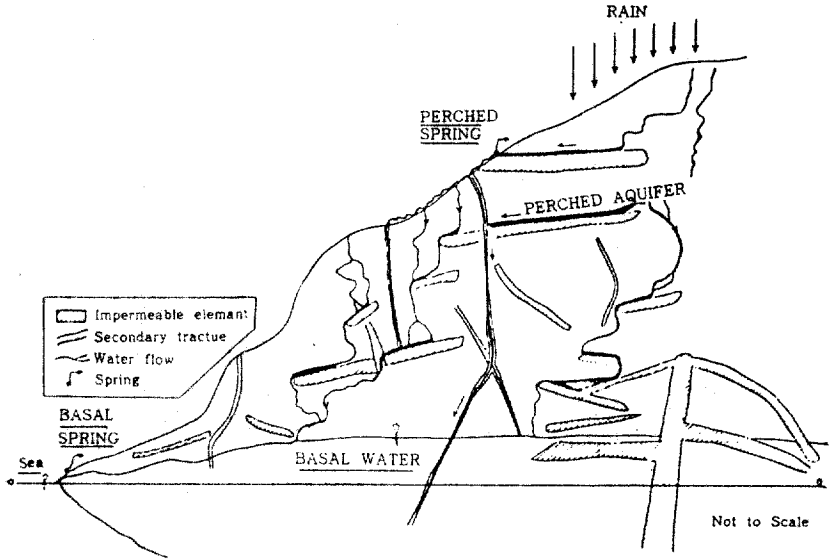 RAIN
PERCHED
SPRING
PERCHED AQUIFER
Impermeable elemant
Secondary tractue
Water flow
Spring
BASAL
SPRING
BASAL WATER
Sea
?
?
o
o
Not to Scale